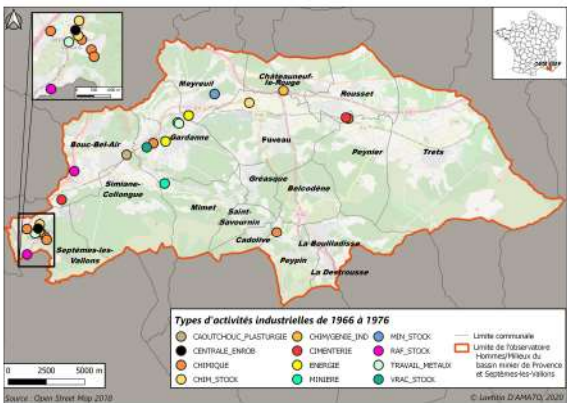 Meyreuil
Châteauneuf-
le-Rouge
Rousset
Bouc-Bel-Air
Gardanne
Fuveau
Peynier
Trets
Simiane-
Collongue
Gréasque
Belcodène
Mimet
Saint-
Savournin
Cadolive
Septèmes-les-
Vallons
La Bouilladisse
Peypin
La Destrousse
Types d'activités industrielles de 1966 à 1976
CAOUTCHOUC_PLASTURGIE
CENTRALE_ENROB
CHIMIQUE
CHIM_STOCK
CHIM/GENIE_IND
CIMENTERIE
ENERGIE
MINIERE
MIN_STOCK
RAF_STOCK
TRAVAIL_METAUX
VRAC_STOCK
Limite communale
Limite de l'observatoire
Hommes/Milieux du
bassin minier de Provence
et Septèmes-les-Vallons
0 2500 5000 m
Source : Open Street Map 2018
© Laetitia D'AMATO, 2020